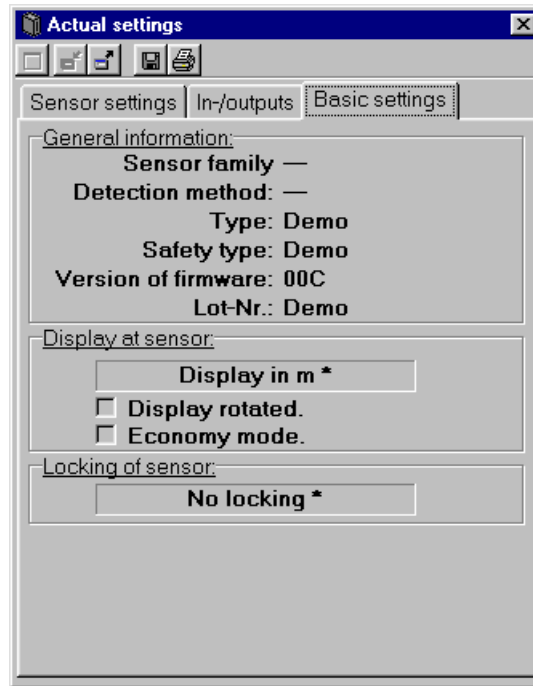 Actual settings
Sensor settings
In-/outputs
Basic settings
General information:
Sensor family —
Detection method: —
Type: Demo
Safety type: Demo
Version of firmware: 00C
Lot-Nr.: Demo
Display at sensor:
Display in m *
Display rotated.
Economy mode.
Locking of sensor:
No locking *